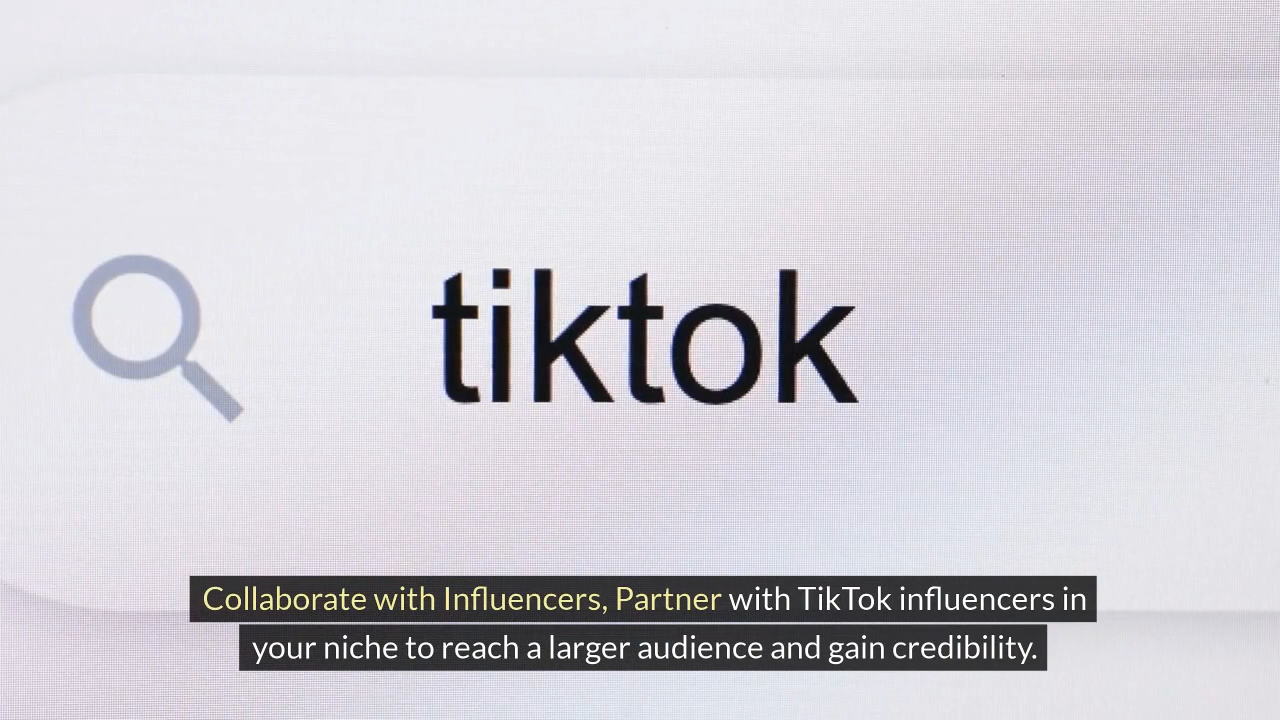 tiktok
Collaborate with Influencers, Partner with TikTok influencers in
your niche to reach a larger audience and gain credibility.